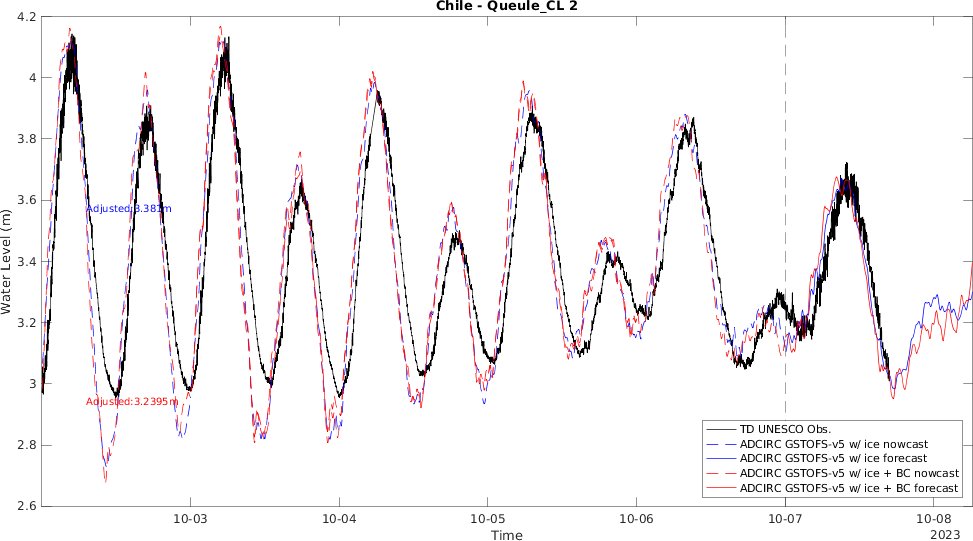 Chile - Queule_CL 2
4.2
4
3.8
3.6
3.4
3.2
3
2.8
2.6
Water Level (m)
Adjusted:3.381m
Adjusted:3.2395m
TD UNESCO Obs.
ADCIRC GSTOFS-v5 w/ ice nowcast
ADCIRC GSTOFS-v5 w/ ice forecast
ADCIRC GSTOFS-v5 w/ ice + BC nowcast
ADCIRC GSTOFS-v5 w/ ice + BC forecast
10-03 10-04 10-05 10-06 10-07 10-08
Time
2023